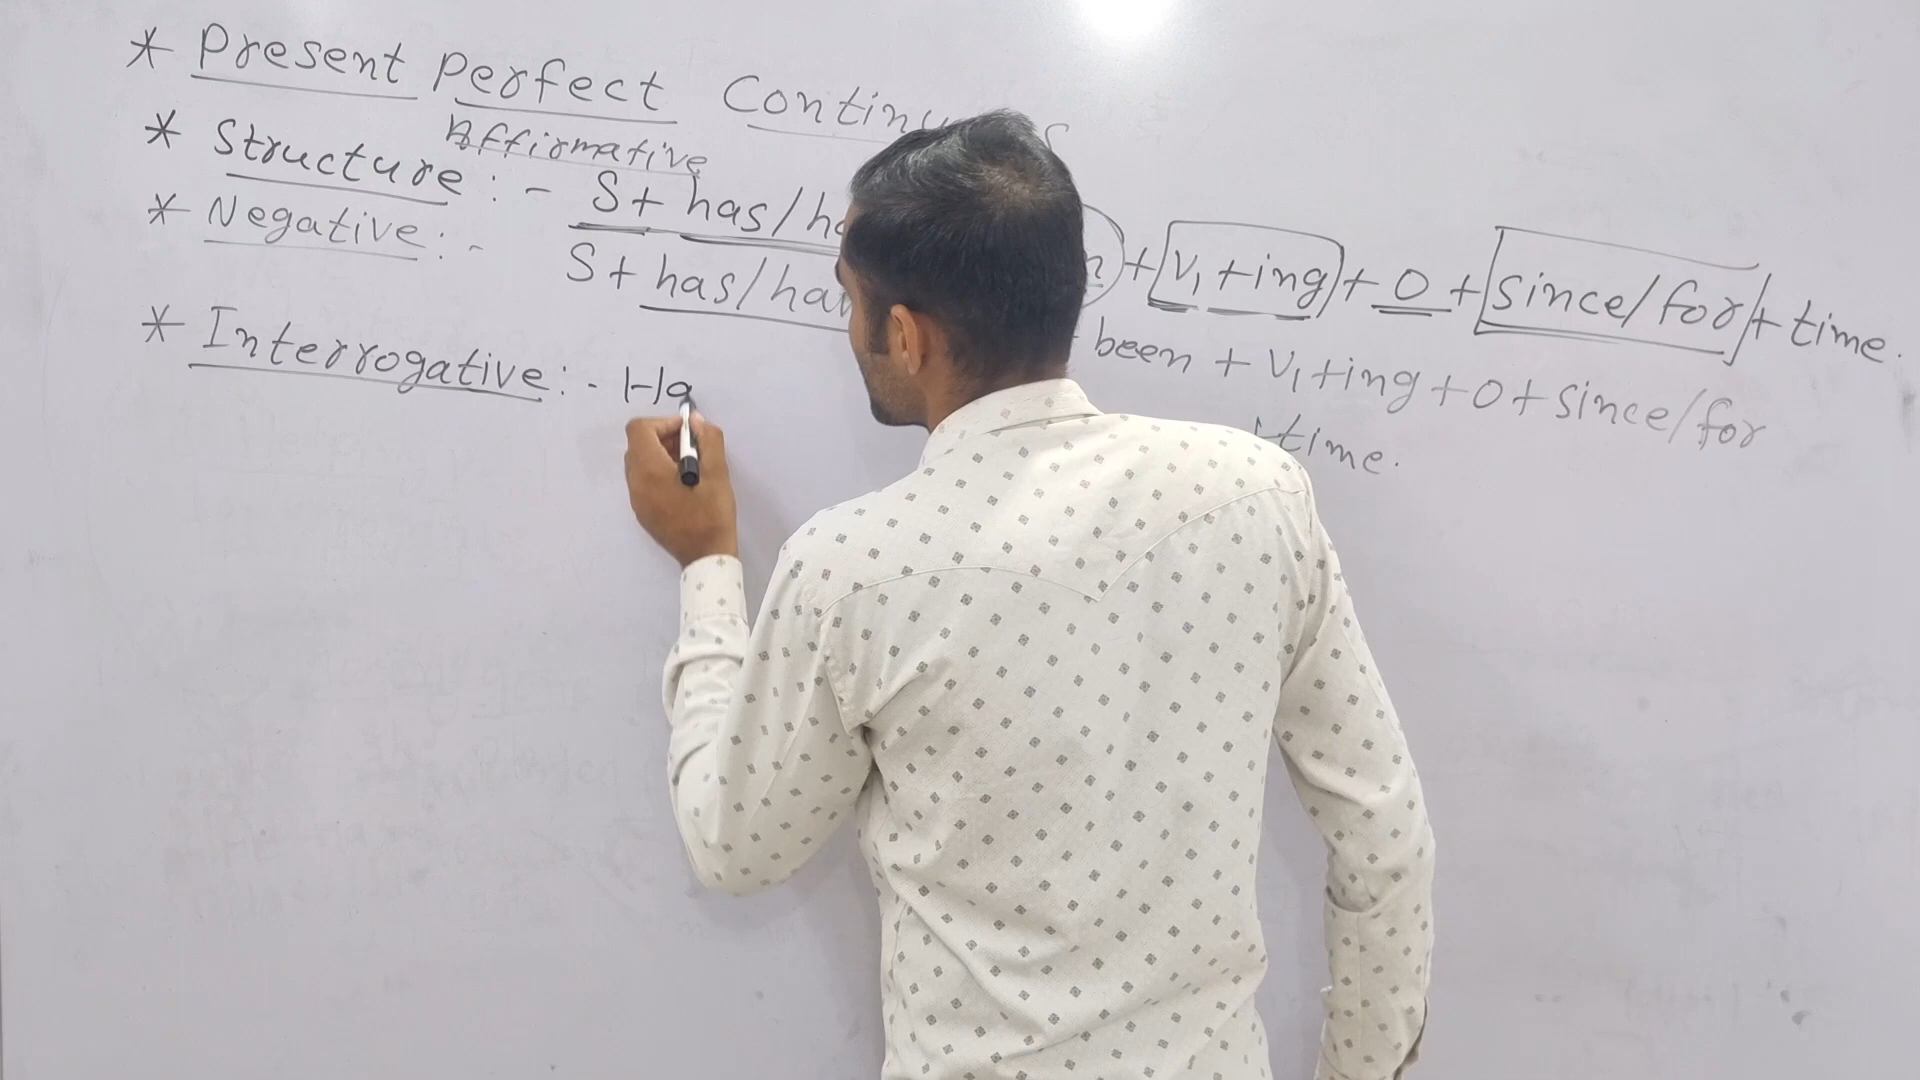 * Present Perfect Continu s
Affirmative
* Structure :- S + has/ha n + V1 + ing + O + since/for + time.
* Negative :- S + has/hav been + V1 + ing + O + since/for
+time.
* Interrogative :- Ha